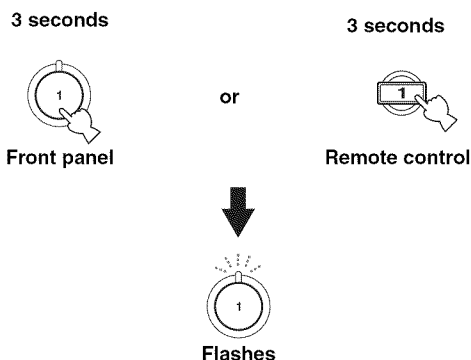 3 seconds
3 seconds
1
or
1
Front panel
Remote control
1
Flashes